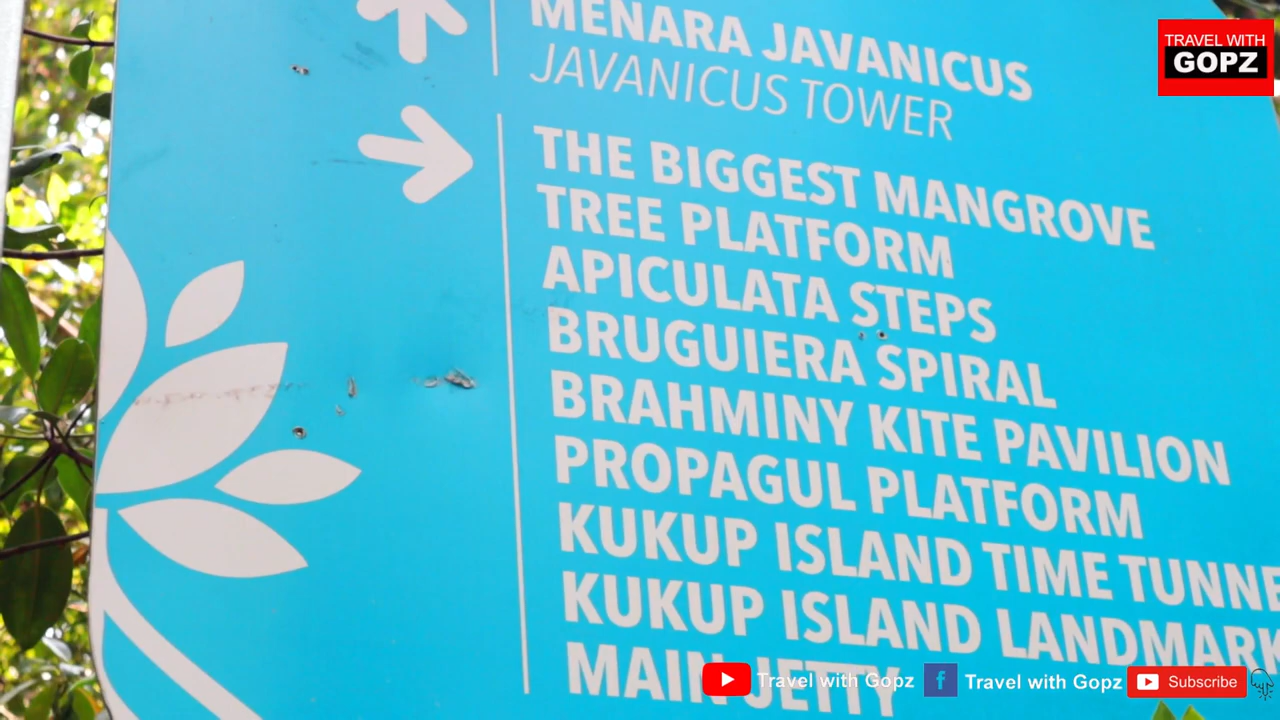 TRAVEL WITH
GOPZ
MENARA JAVANICUS
JAVANICUS TOWER
THE BIGGEST MANGROVE
TREE PLATFORM
APICULATA STEPS
BRUGUIERA SPIRAL
BRAHMINY KITE PAVILION
PROPAGUL PLATFORM
KUKUP ISLAND TIME TUNNE
KUKUP ISLAND LANDMARK
MAIN JETTY
Travel with Gopz
f Travel with Gopz
Subscribe